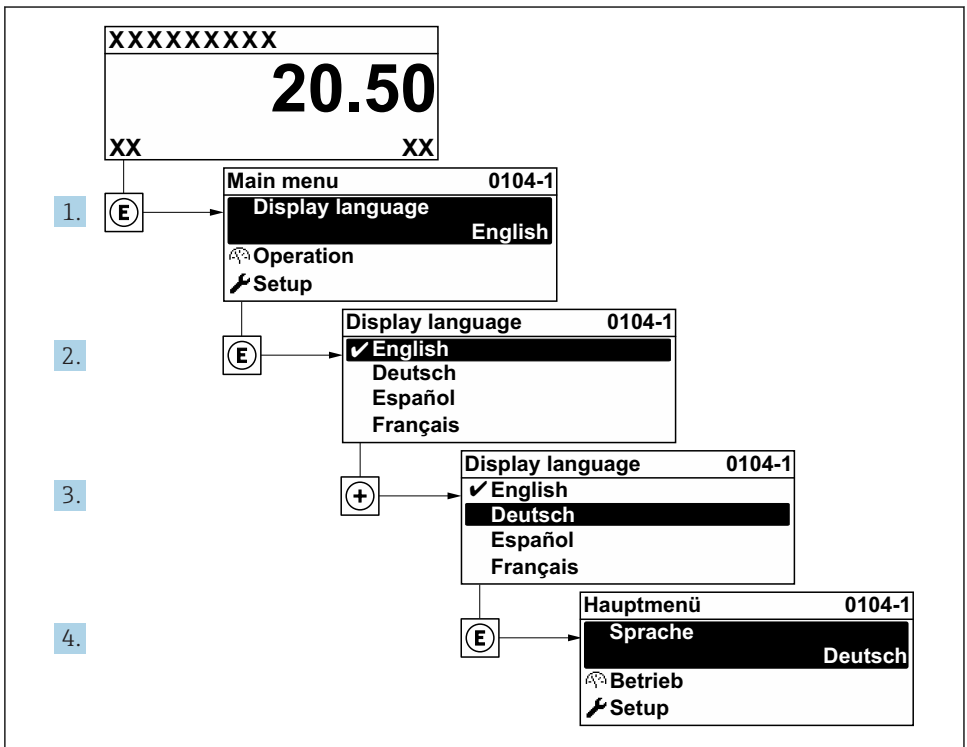 XXXXXXXXX
20.50
XX XX
1.
E
Main menu 0104-1
Display language
English
Operation
Setup
2.
E
Display language 0104-1
✔English
Deutsch
Español
Français
3.
+
Display language 0104-1
✔English
Deutsch
Español
Français
4.
E
Hauptmenü 0104-1
Sprache
Deutsch
Betrieb
Setup